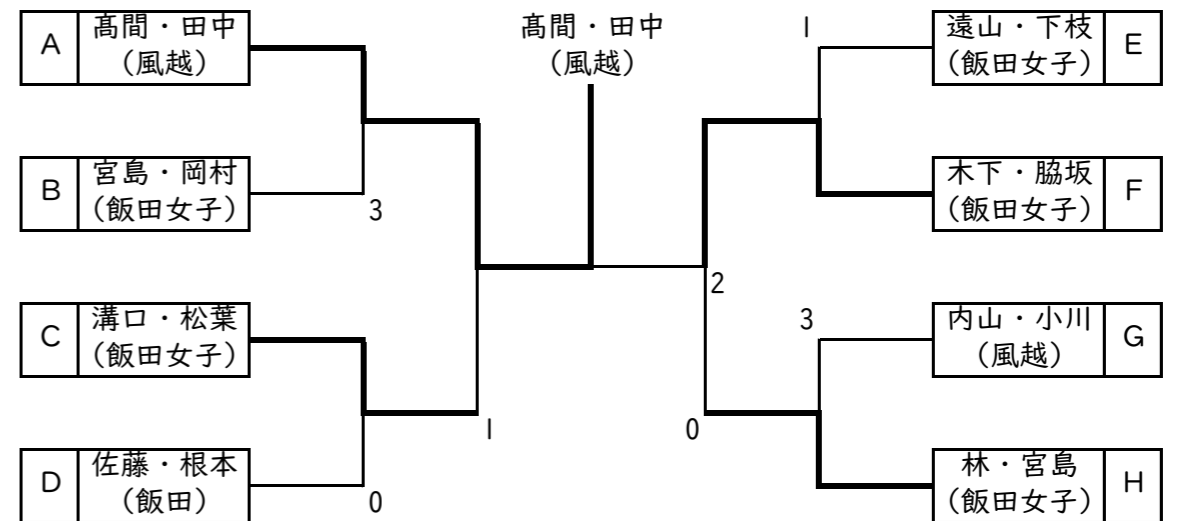 A
髙間・田中
（風越）
B
宮島・岡村
（飯田女子）
3
C
溝口・松葉
（飯田女子）
1
D
佐藤・根本
（飯田）
0
髙間・田中
（風越）
1
遠山・下枝
（飯田女子）
E
木下・脇坂
（飯田女子）
F
2
3
内山・小川
（風越）
G
0
林・宮島
（飯田女子）
H